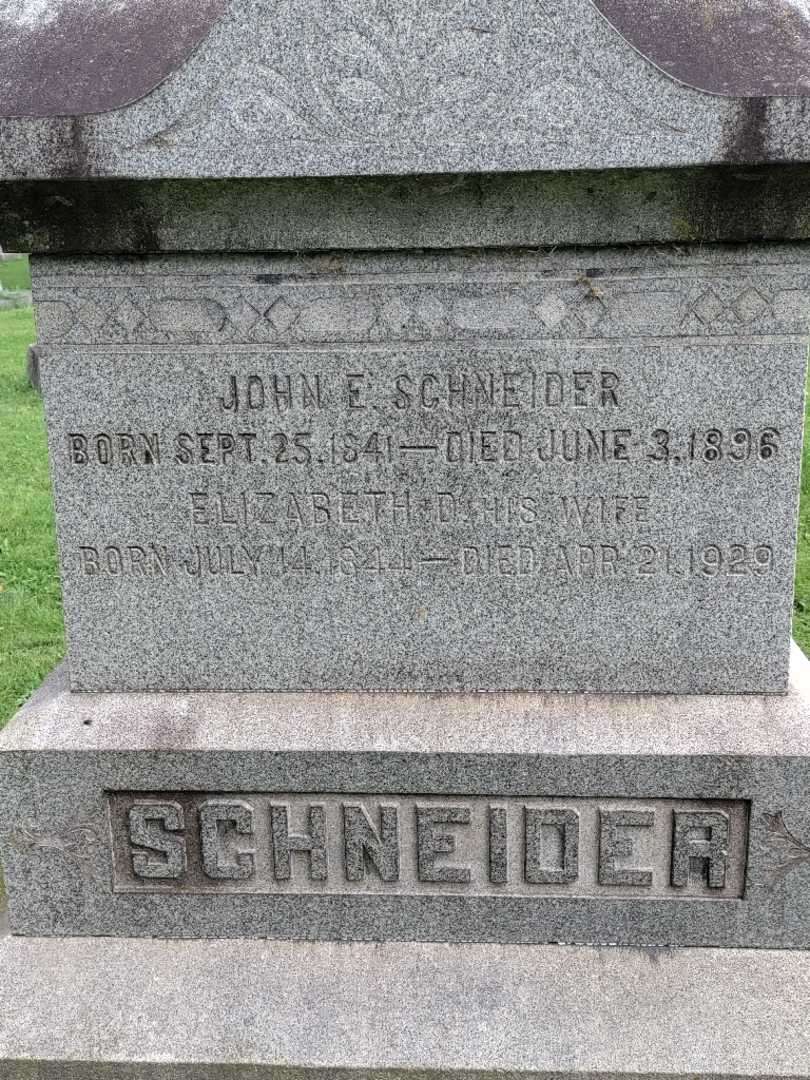 JOHN E. SCHNEIDER
BORN SEPT. 25. 1841—DIED JUNE 3. 1896
ELIZABETH D. HIS WIFE
BORN JULY 14. 1844—DIED APR. 21. 1929
SCHNEIDER